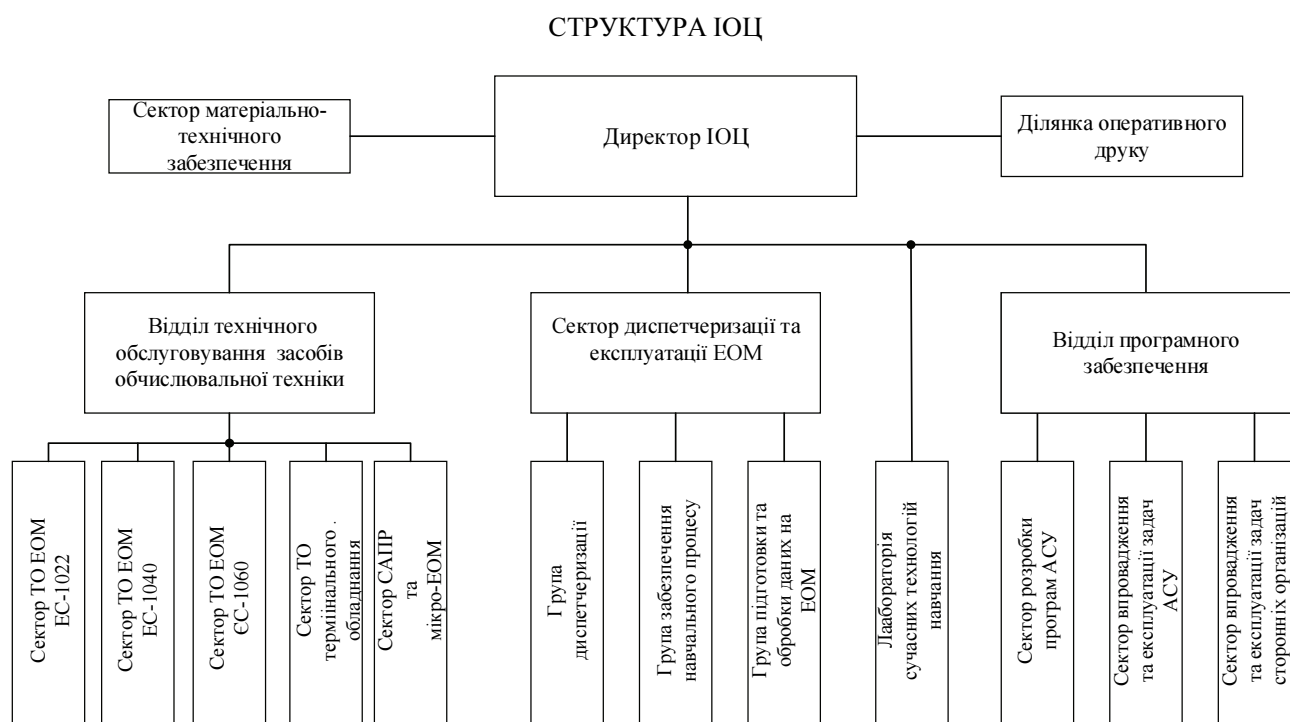 СТРУКТУРА ІОЦ
Сектор матеріально-
технічного
забезпечення
Директор ІОЦ
Ділянка оперативного
друку
Відділ технічного
обслуговування засобів
обчислювальної техніки
Сектор диспетчеризації та
експлуатації ЕОМ
Відділ програмного
забезпечення
Сектор ТО ЕОМ
ЕС-1022
Сектор ТО ЕОМ
ЕС-1040
Сектор ТО ЕОМ
ЄС-1060
Сектор ТО
термінального .
обладнання
Сектор САПР
та
мікро-ЕОМ
Група
диспетчеризації
Група забезпечення
навчального процесу
Група підготовки та
обробки даних на
ЕОМ
Лаабораторія
сучасних технологій
навчання
Сектор розробки
програм АСУ
Сектор впровадження
та експлуатації задач
АСУ
Сектор впровадження
та експлуатації задач
сторонніх організацій